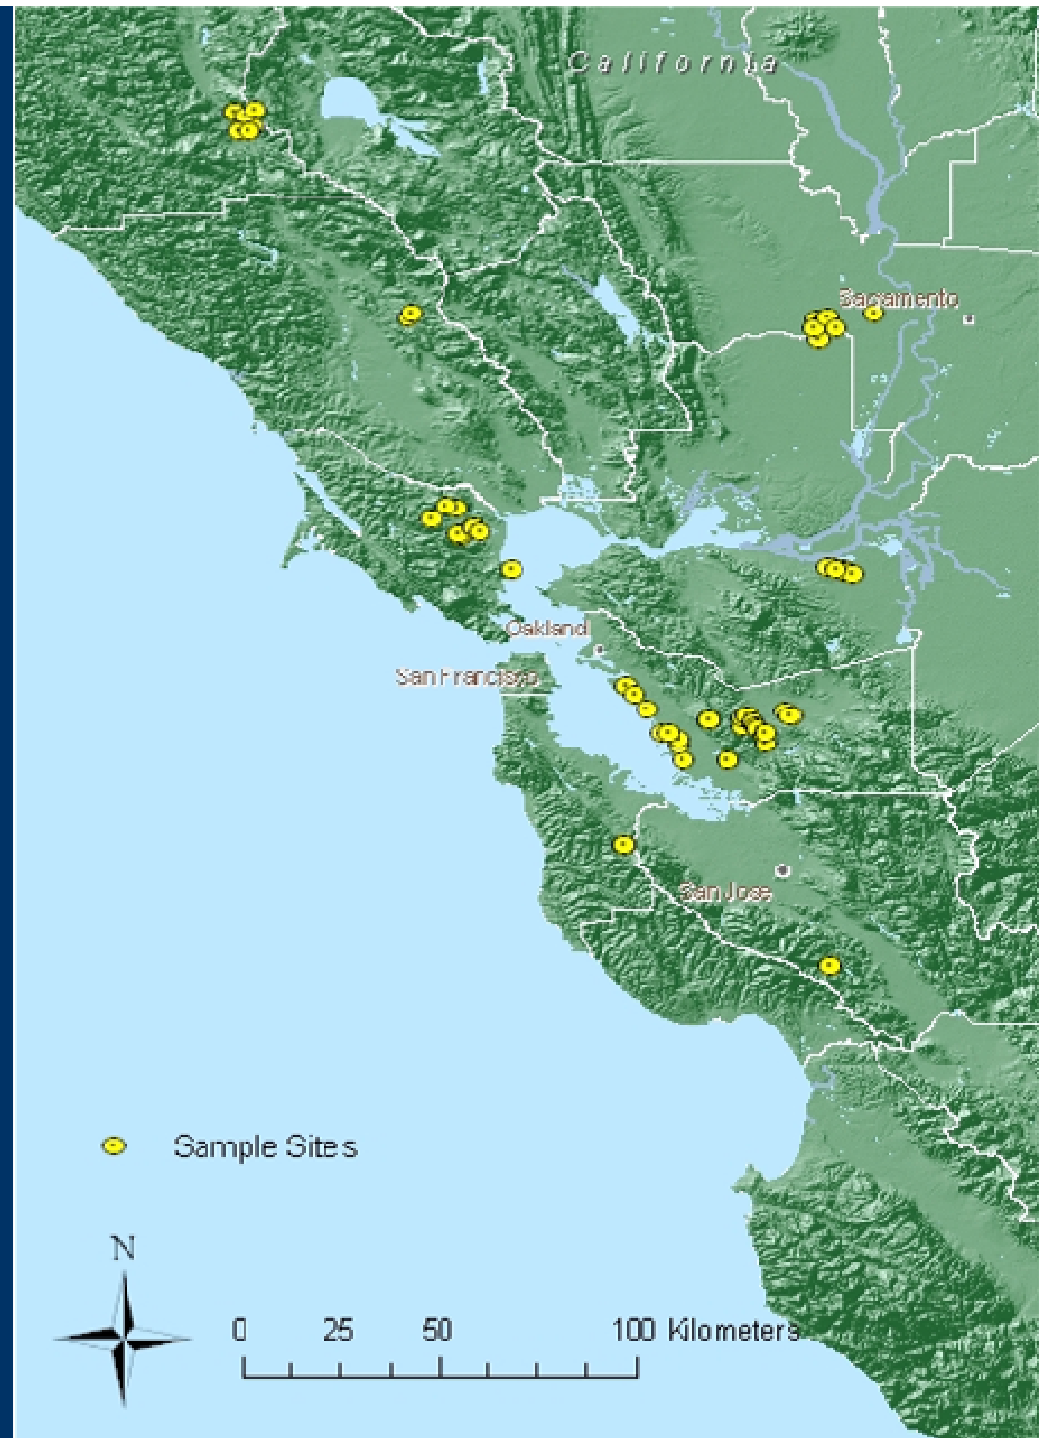 California
Sacramento
Oakland
San Francisco
San Jose
Sample Sites
N
0 25 50 100 Kilometers